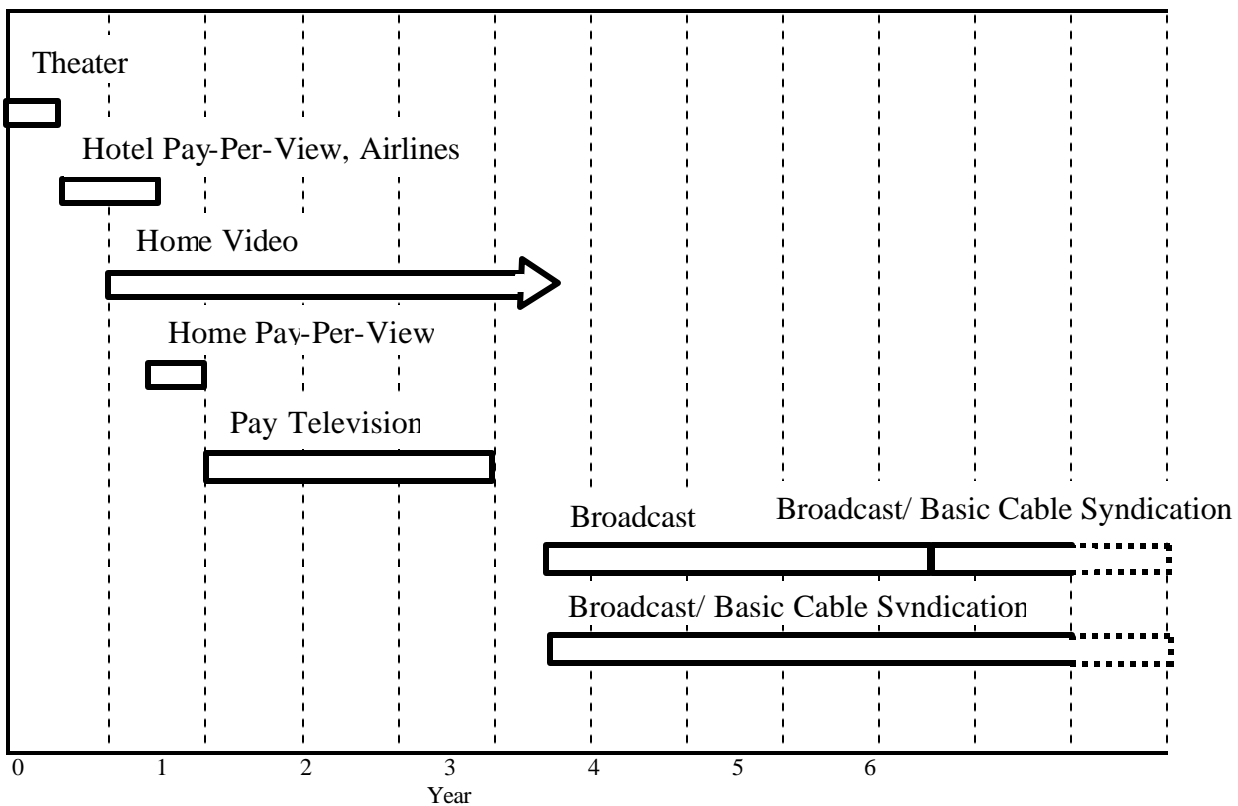 Theater
Hotel Pay-Per-View, Airlines
Home Video
Home Pay-Per-View
Pay Television
Broadcast
Broadcast/ Basic Cable Syndication
Broadcast/ Basic Cable Syndication
0 1 2 3 4 5 6
Year